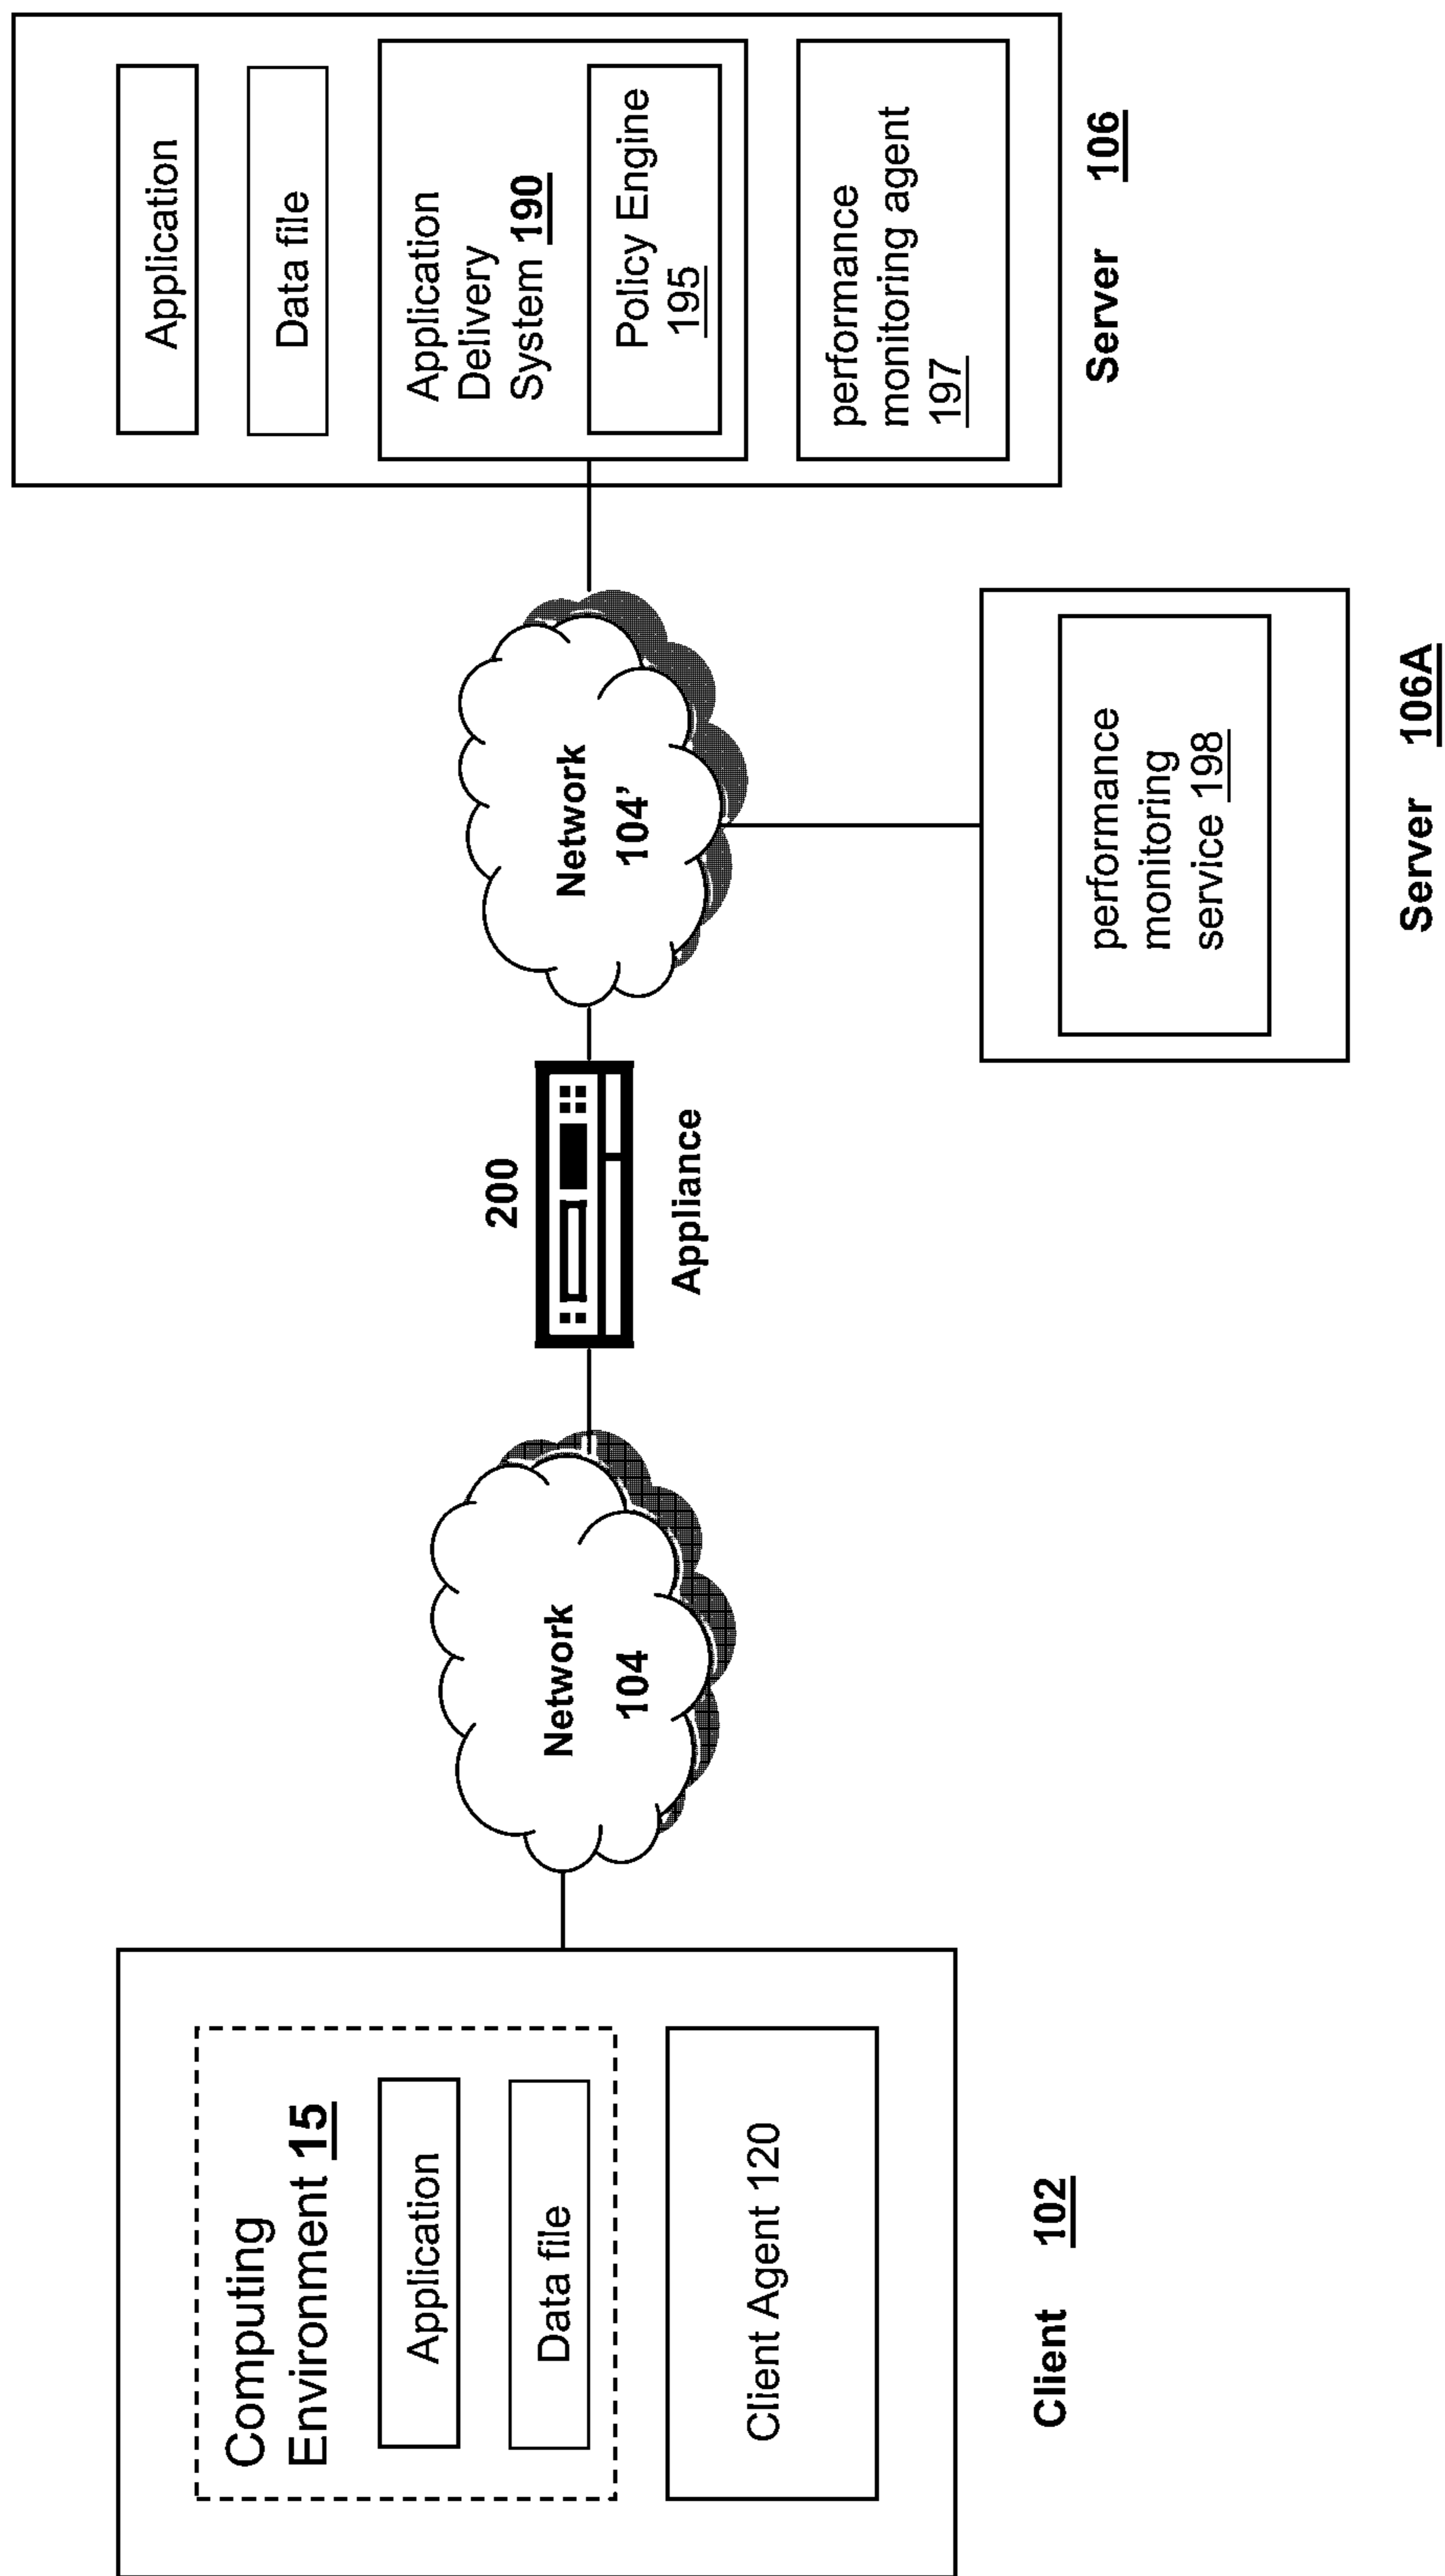 Computing
Environment 15
Application
Data file
Client Agent 120
Client 102
Network
104
200
Appliance
Network
104’
performance
monitoring
service 198
Server 106A
Application
Data file
Application
Delivery
System 190
Policy Engine
195
performance
monitoring agent
197
Server 106